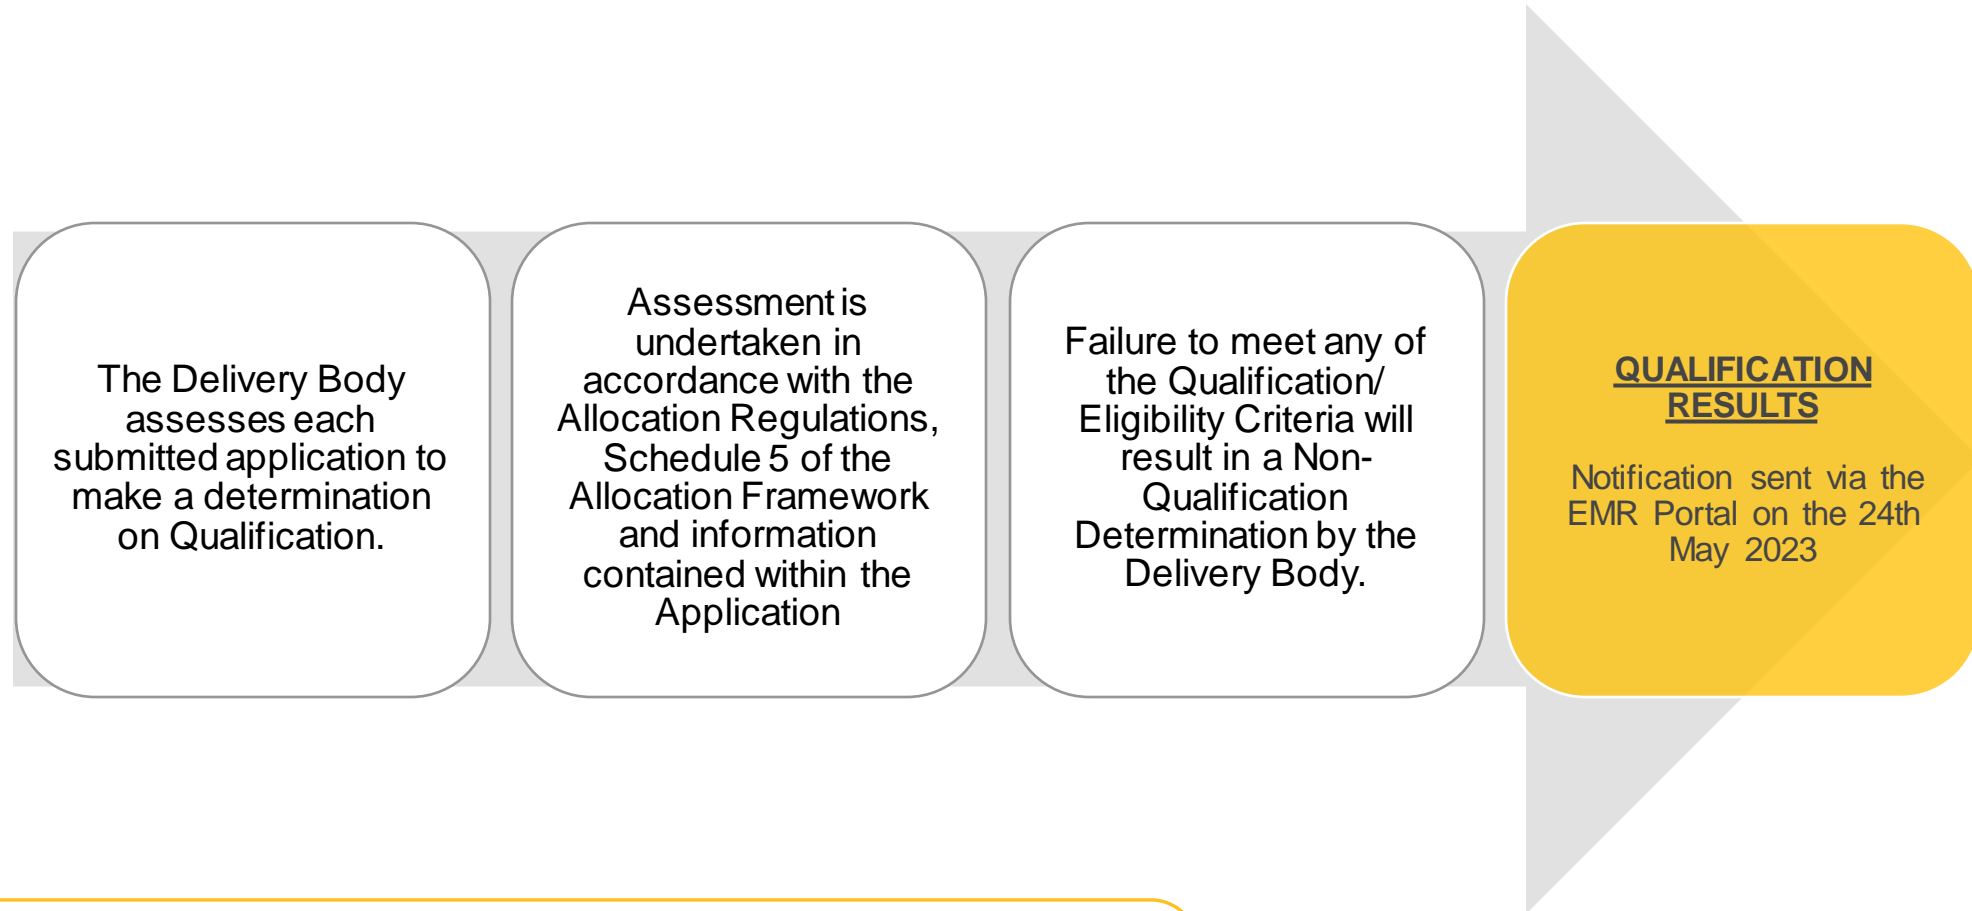 The Delivery Body
assesses each
submitted application to
make a determination
on Qualification.
Assessment is
undertaken in
accordance with the
Allocation Regulations,
Schedule 5 of the
Allocation Framework
and information
contained within the
Application
Failure to meet any of
the Qualification/
Eligibility Criteria will
result in a Non-
Qualification
Determination by the
Delivery Body.
QUALIFICATION
RESULTS
Notification sent via the
EMR Portal on the 24th
May 2023